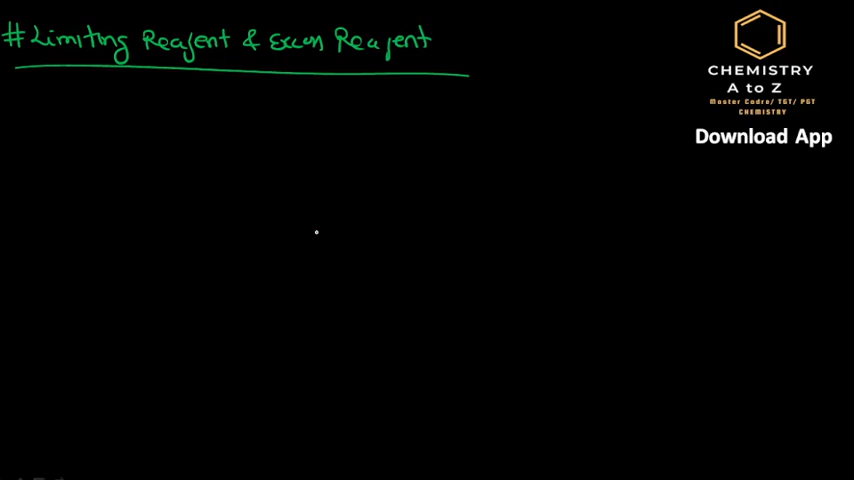 #Limiting Reagent & Excess Reagent
CHEMISTRY
A to Z
Master Cadre/ TGT/ PGT
CHEMISTRY
Download App